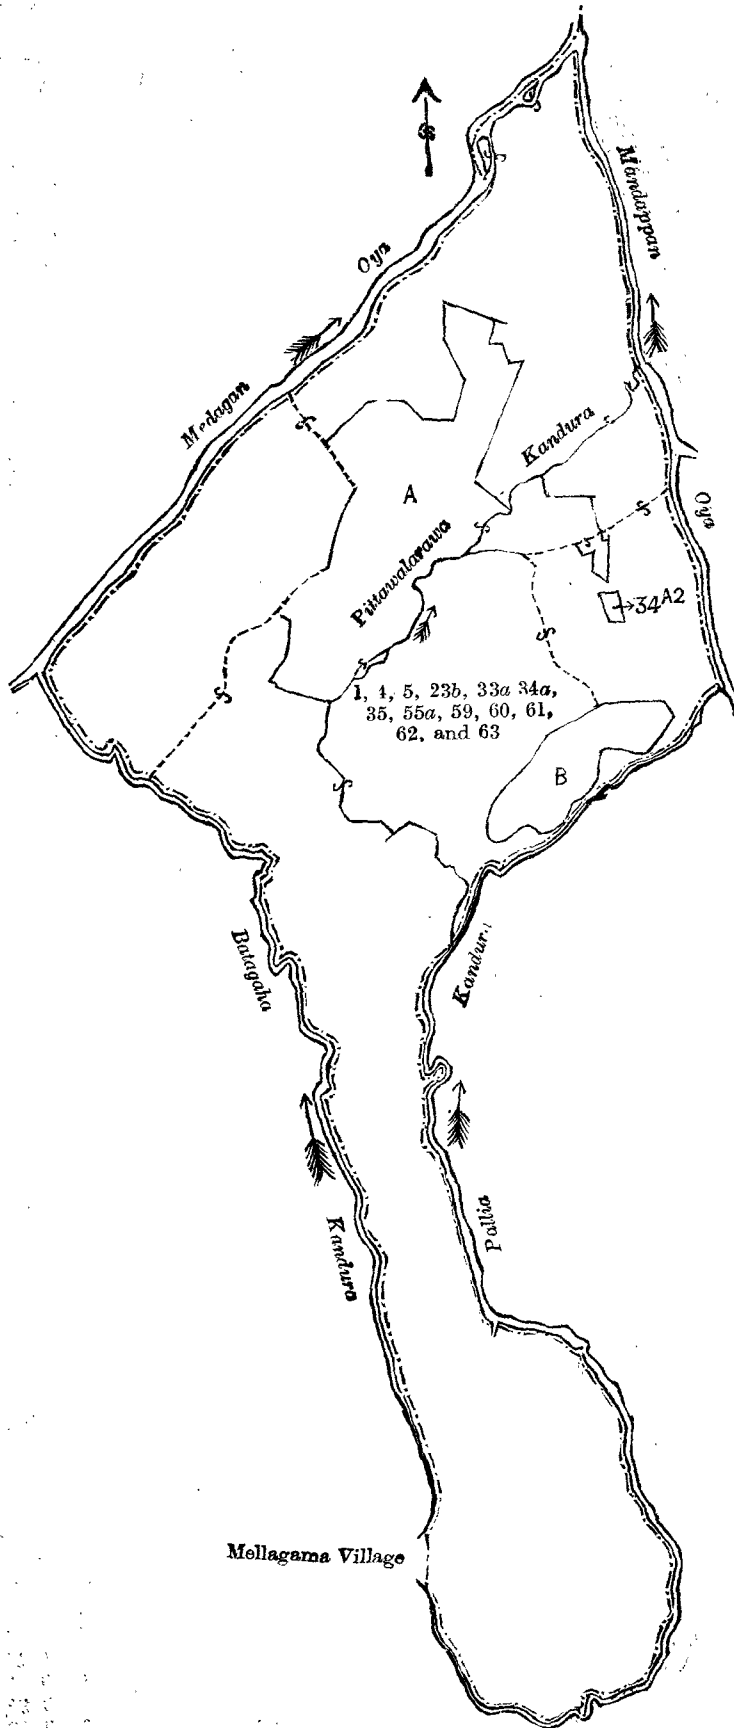 Mandappan
Oya
Medagan
Kandura
A
Oya
Pittawalarawa
34A2
1, 4, 5, 23b, 33a 34a,
35, 55a, 59, 60, 61,
62, and 63
B
Batagaha
Kandura
Pallia
Kandura
Mellagama Village